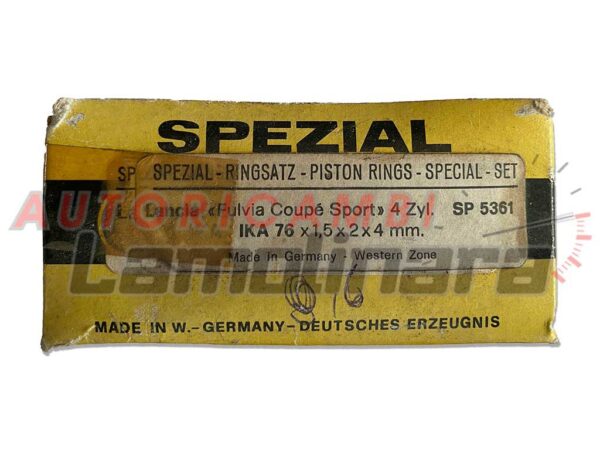 SPEZIAL
SPEZIAL - RINGSATZ - PISTON RINGS - SPECIAL - SET
Lancia «Fulvia Coupé Sport» 4 Zyl. SP 5361
IKA 76 x 1,5 x 2 x 4 mm.
Made in Germany - Western Zone
AUTORICAMBI
Lamolinara
MADE IN W.-GERMANY-DEUTSCHES ERZEUGNIS